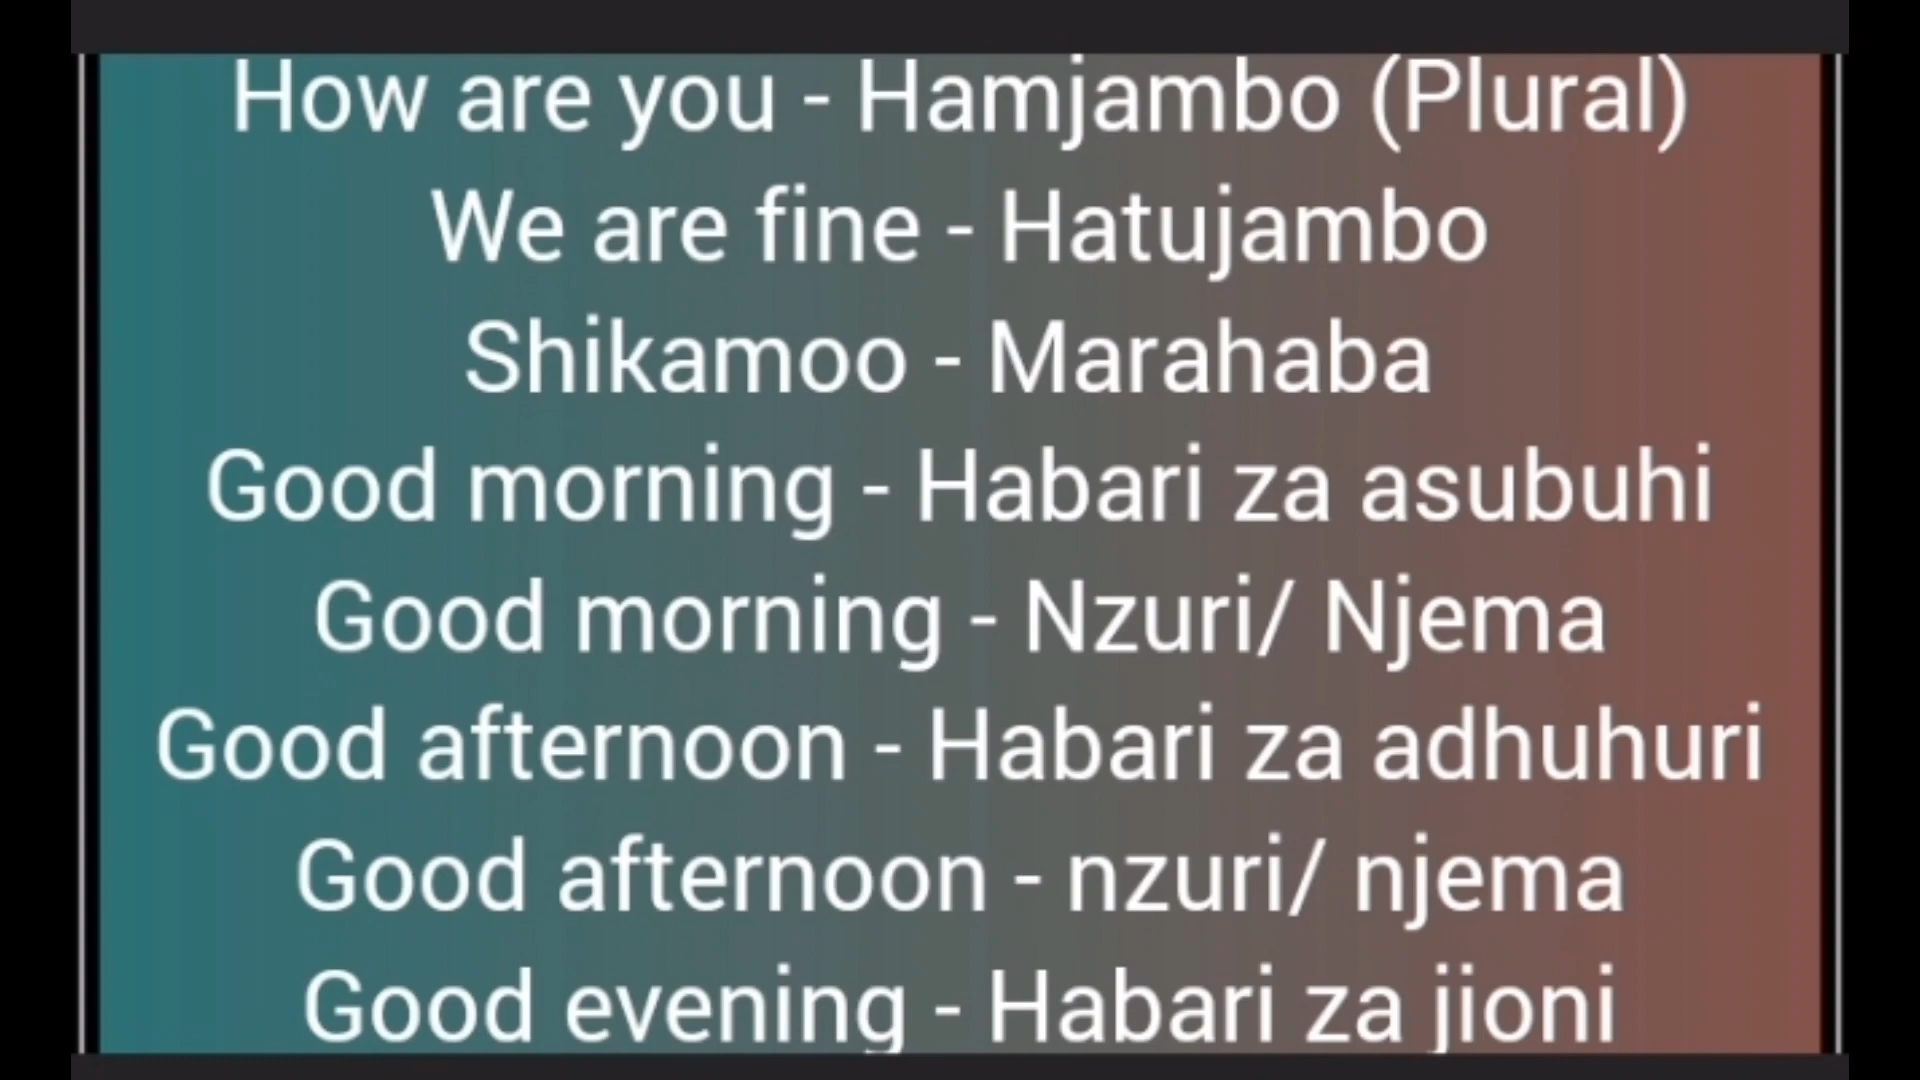 How are you - Hamjambo (Plural)
We are fine - Hatujambo
Shikamoo - Marahaba
Good morning - Habari za asubuhi
Good morning - Nzuri/ Njema
Good afternoon - Habari za adhuhuri
Good afternoon - nzuri/ njema
Good evening - Habari za jioni